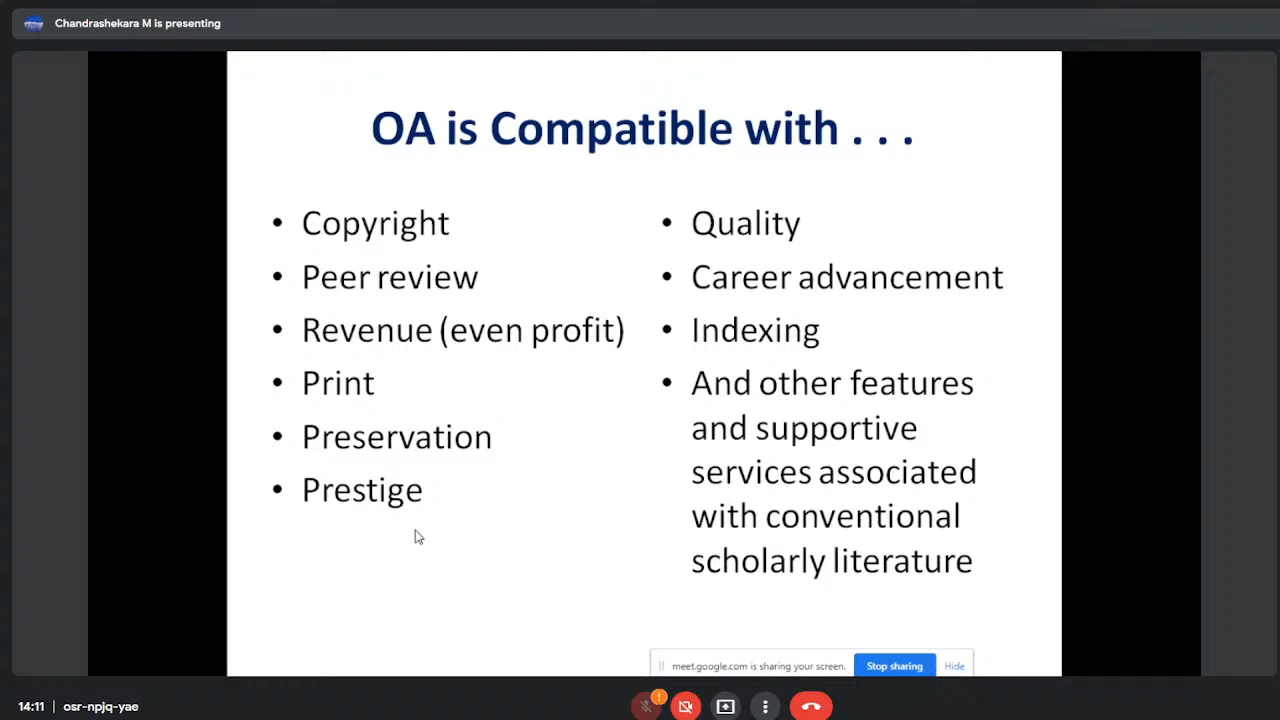 Chandrashekara M is presenting
OA is Compatible with . . .
• Copyright
• Peer review
• Revenue (even profit)
• Print
• Preservation
• Prestige
• Quality
• Career advancement
• Indexing
• And other features
and supportive
services associated
with conventional
scholarly literature
meet.google.com is sharing your screen.
Stop sharing
Hide
14:11 | osr-npjq-yae